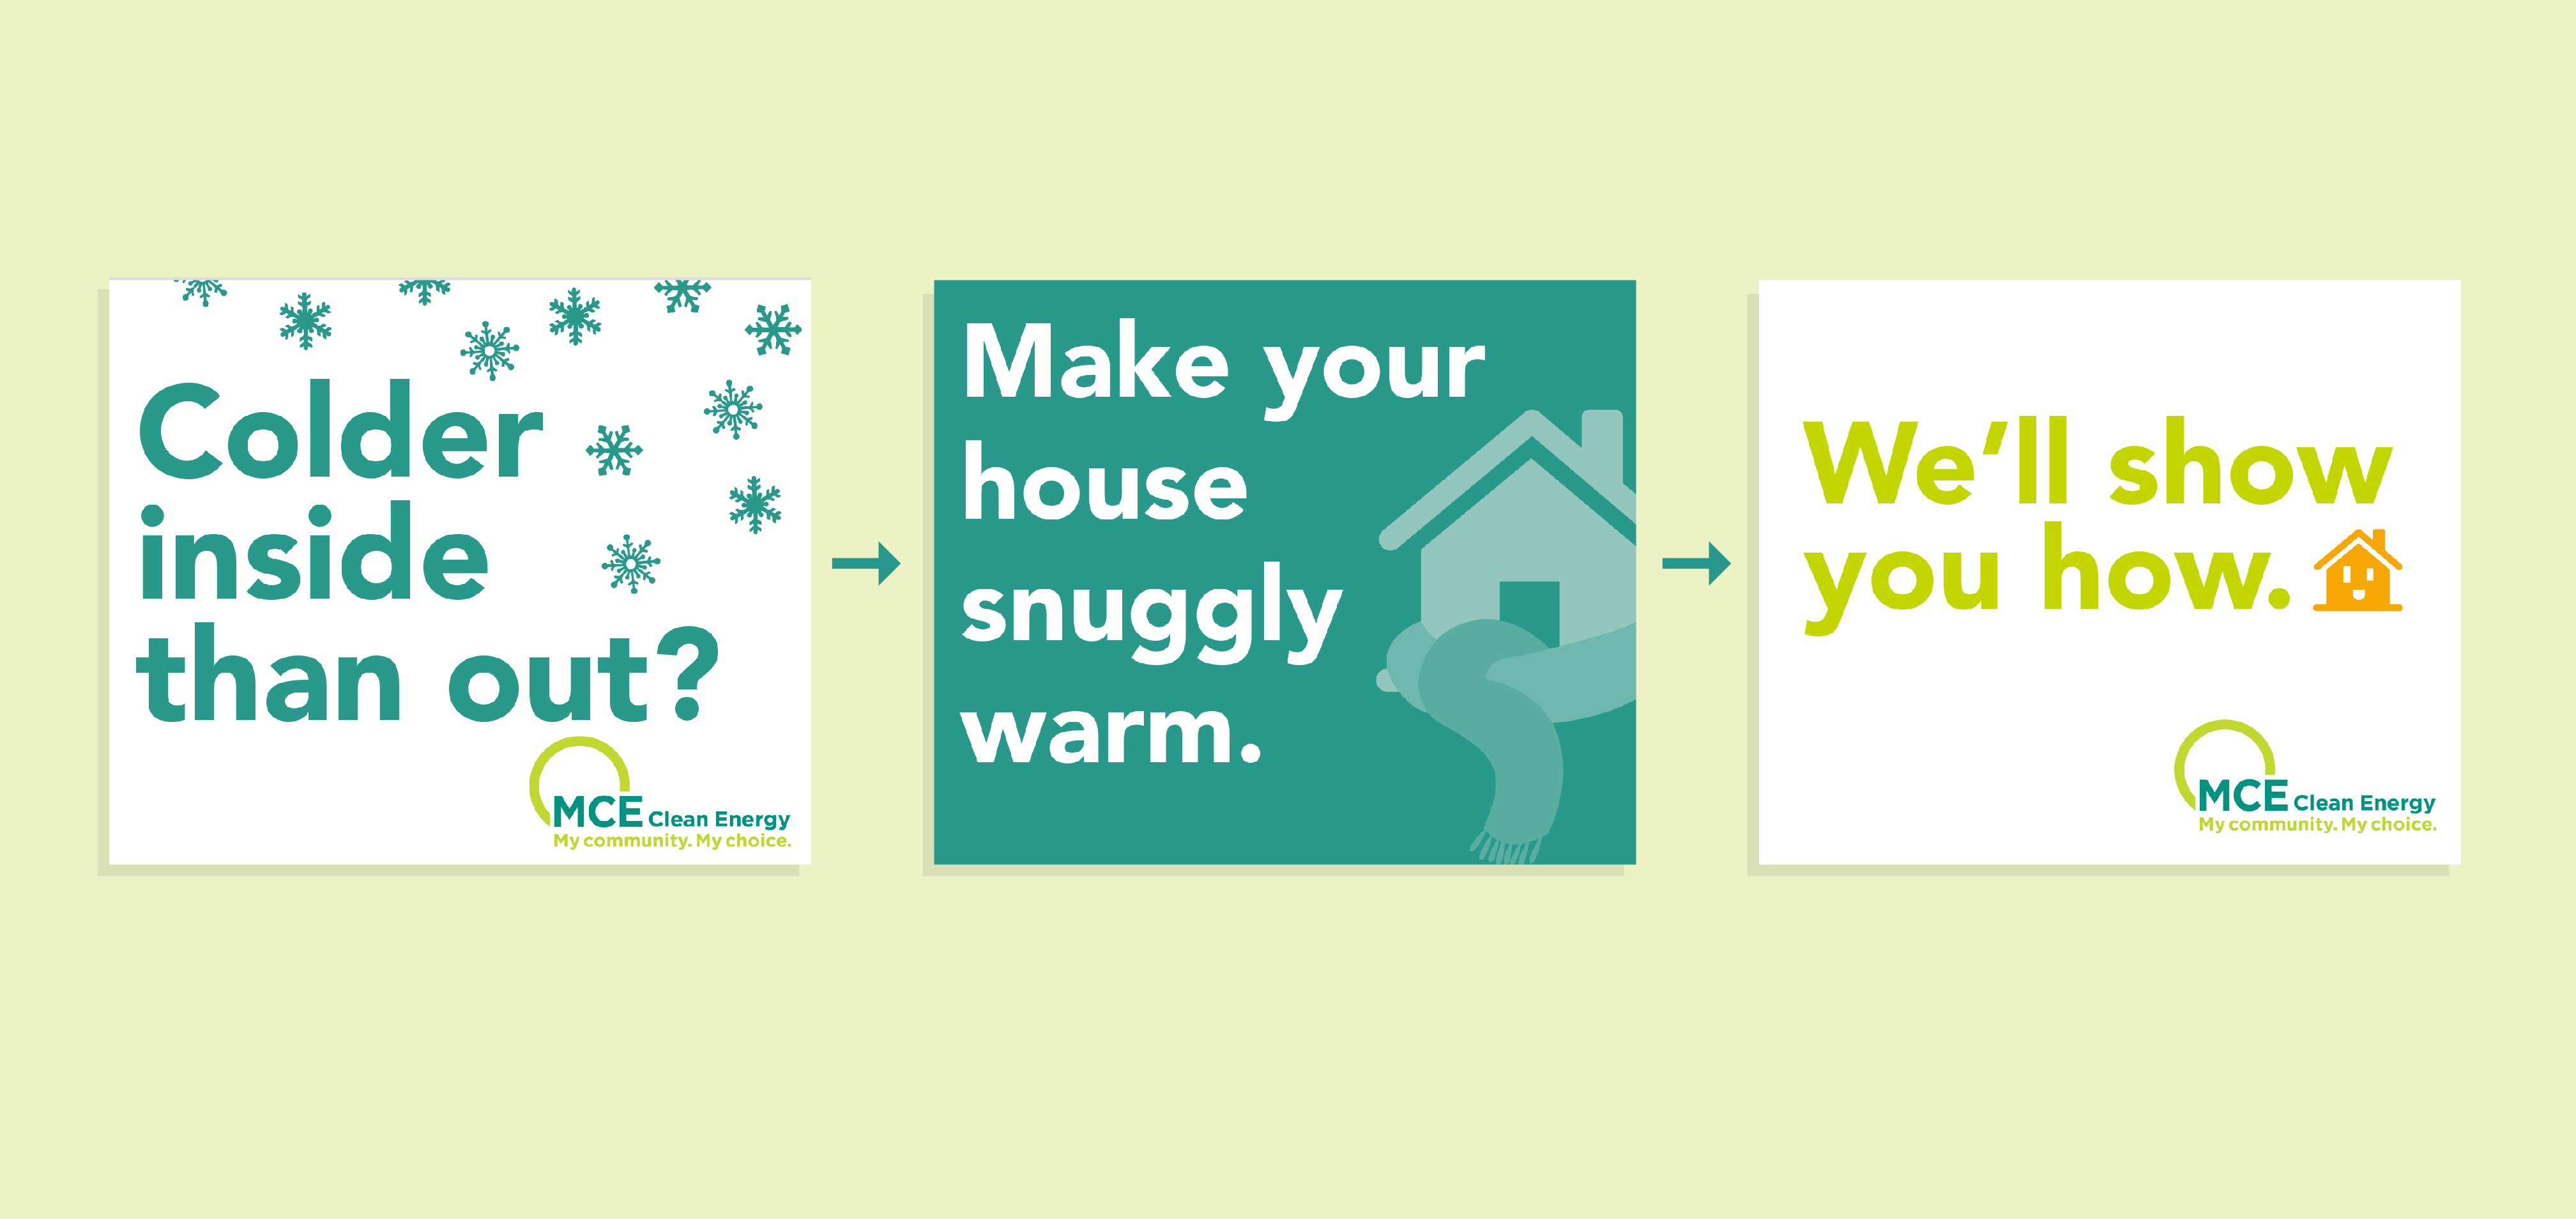 Colder
inside
than out?
MCE Clean Energy
My community. My choice.
Make your
house
snuggly
warm.
We’ll show
you how.
MCE Clean Energy
My community. My choice.